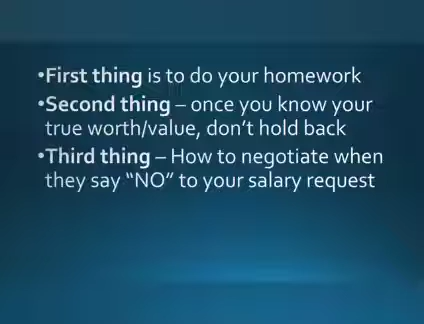 •First thing is to do your homework
•Second thing – once you know your
true worth/value, don’t hold back
•Third thing – How to negotiate when
they say “NO” to your salary request